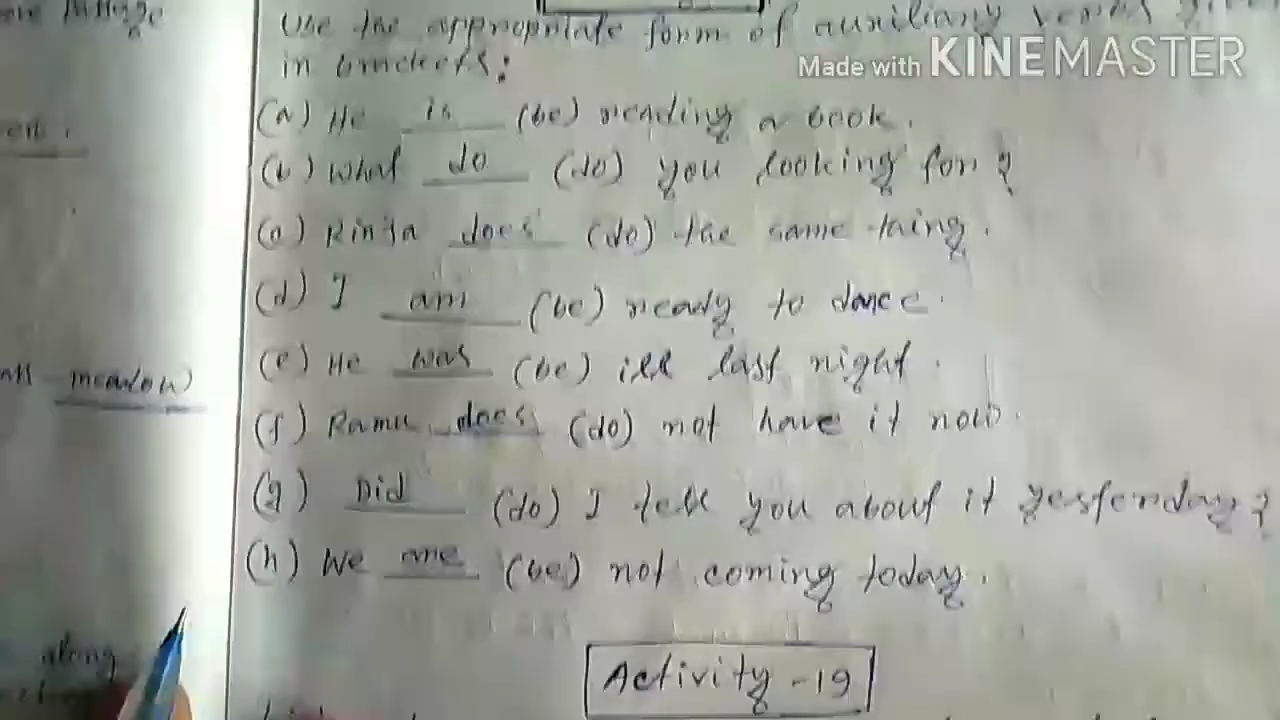 Use the appropriate form of auxiliary verbs given
in brackets:
Made with KINEMASTER
(a) He is (be) reading a book.
(b) What do (do) you looking for?
(c) Rinta does (do) the same thing.
(d) I am (be) ready to dance.
(e) He was (be) ill last night.
(f) Ramu does (do) not have it now.
(g) Did (do) I tell you about it yesterday?
(h) We are (be) not coming today.
meadow
along
Activity - 19